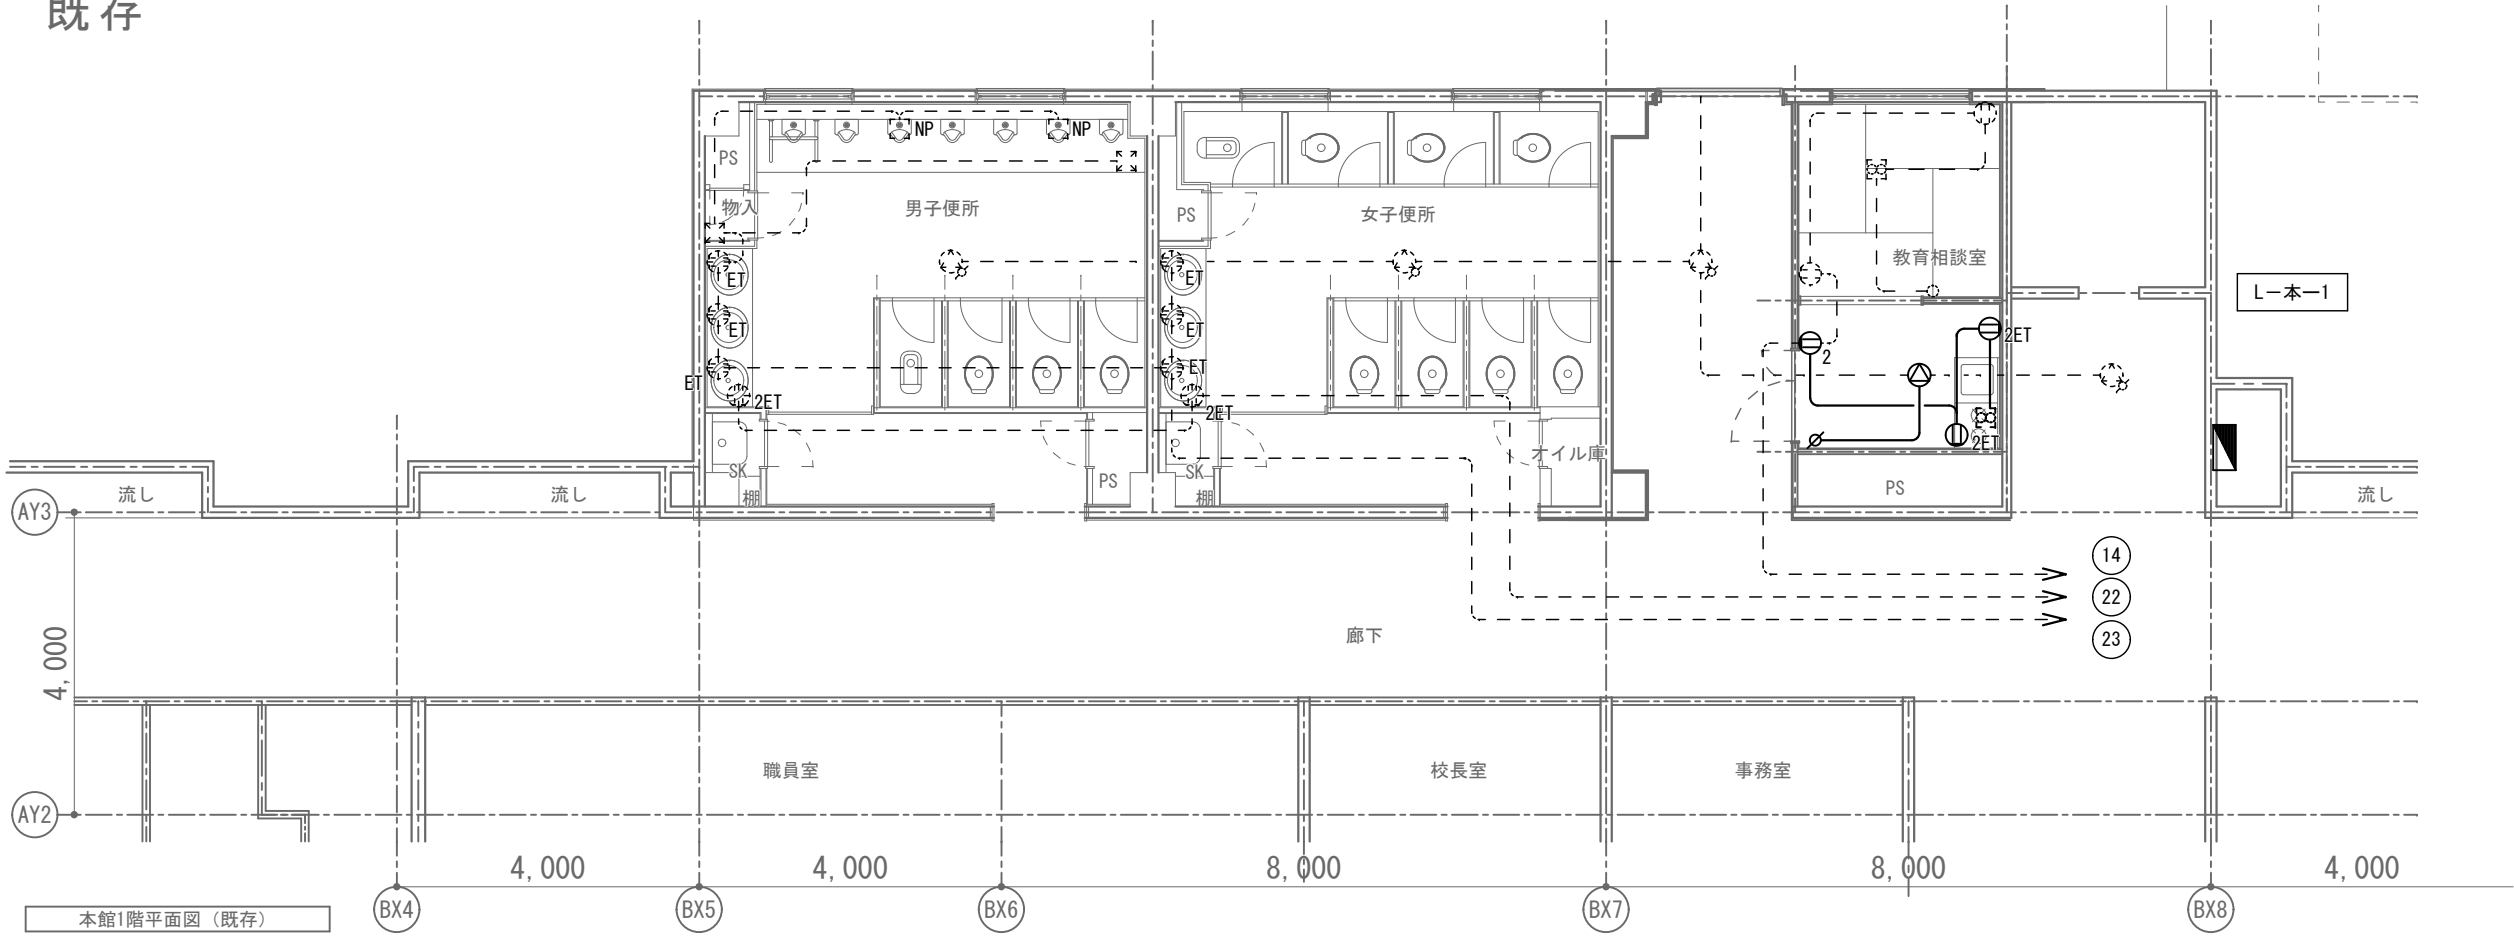 既存
NP
NP
PS
物入
男子便所
PS
女子便所
教育相談室
L－本－1
ET
ET
ET
ET
2ET
2
ET
ET
2ET
2ET
2ET
オイル庫
SK
棚
PS
SK
棚
PS
流し
流し
流し
AY3
14
22
23
廊下
4,000
職員室
校長室
事務室
AY2
4,000
4,000
8,000
8,000
4,000
BX4
BX5
BX6
BX7
BX8
本館1階平面図（既存）